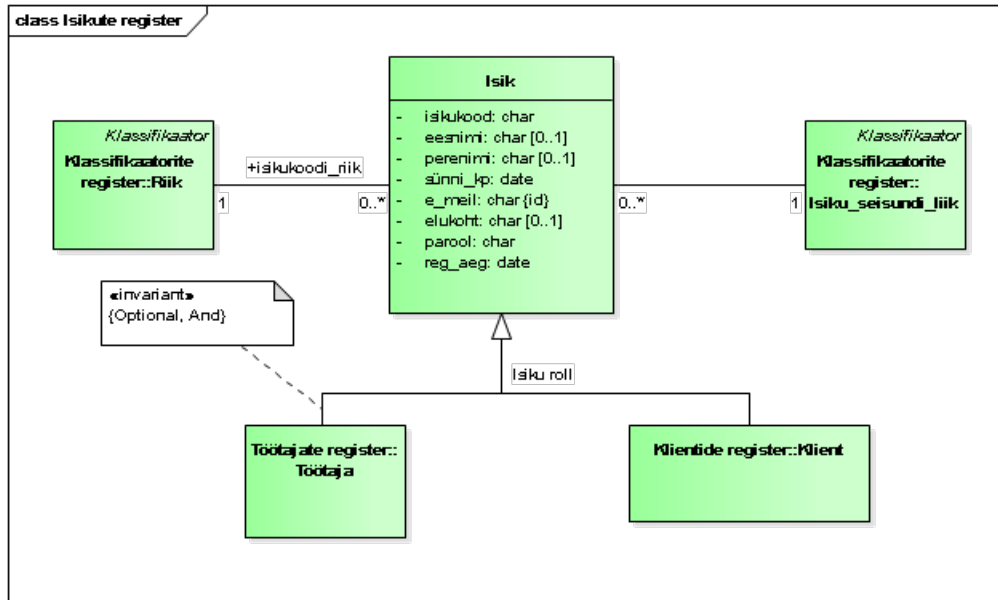 class Isikute register
Isik
- isikukood: char
- eesnimi: char [0..1]
- perenimi: char [0..1]
- sünni_kp: date
- e_meil: char {id}
- elukoht: char [0..1]
- parool: char
- reg_aeg: date
Klassifikaator
Klassifikaatorite
register::Riik
+isikukoodi_riik
1
0..*
Klassifikaator
Klassifikaatorite
register::
Isiku_seisundi_liik
0..*
1
«invariant»
{Optional, And}
Isiku roll
Töötajate register::
Töötaja
Klientide register::Klient